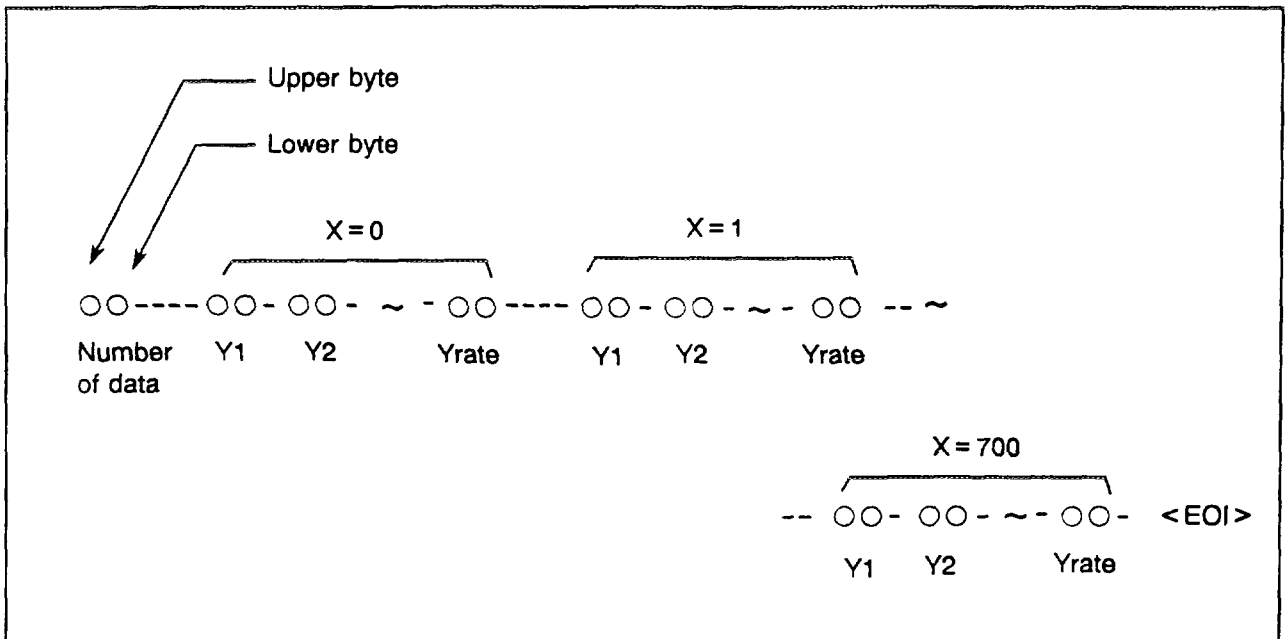 Upper byte
Lower byte
X = 0 X = 1
○○---- ○○- ○○- ~ - ○○---- ○○- ○○- ~ - ○○ -- ~
Number of data Y1 Y2 Yrate Y1 Y2 Yrate
X = 700
-- ○○- ○○- ~ - ○○- <EOI>
Y1 Y2 Yrate